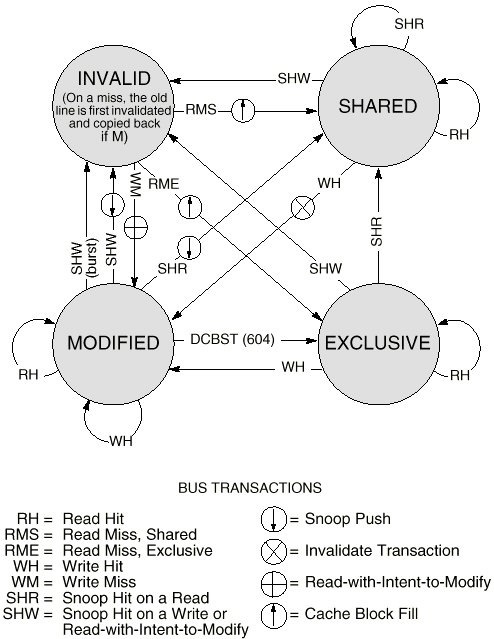 SHR
INVALID
(On a miss, the old
line is first invalidated
and copied back
if M)
SHW
RMS
SHARED
RH
WM
RME
WH
SHW
(burst)
SHW
SHR
SHW
SHR
MODIFIED
DCBST (604)
EXCLUSIVE
RH
WH
RH
WH
BUS TRANSACTIONS
RH = Read Hit
RMS = Read Miss, Shared
RME = Read Miss, Exclusive
WH = Write Hit
WM = Write Miss
SHR = Snoop Hit on a Read
SHW = Snoop Hit on a Write or
Read-with-Intent-to-Modify
= Snoop Push
= Invalidate Transaction
= Read-with-Intent-to-Modify
= Cache Block Fill